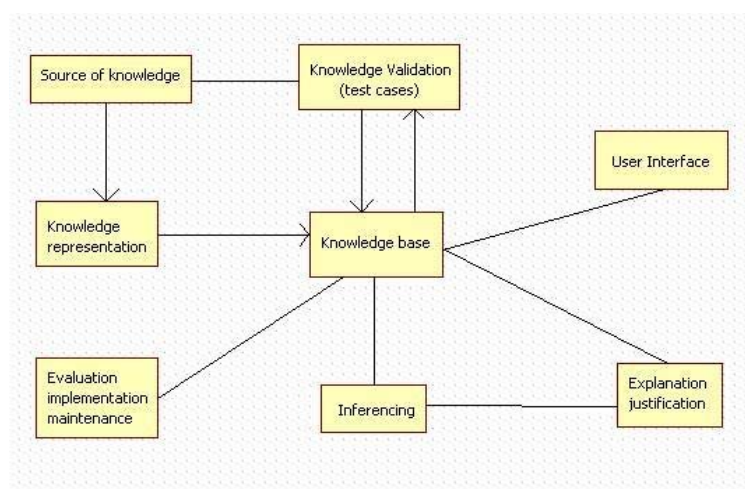 Source of knowledge
Knowledge Validation
(test cases)
User Interface
Knowledge
representation
Knowledge base
Evaluation
implementation
maintenance
Inferencing
Explanation
justification